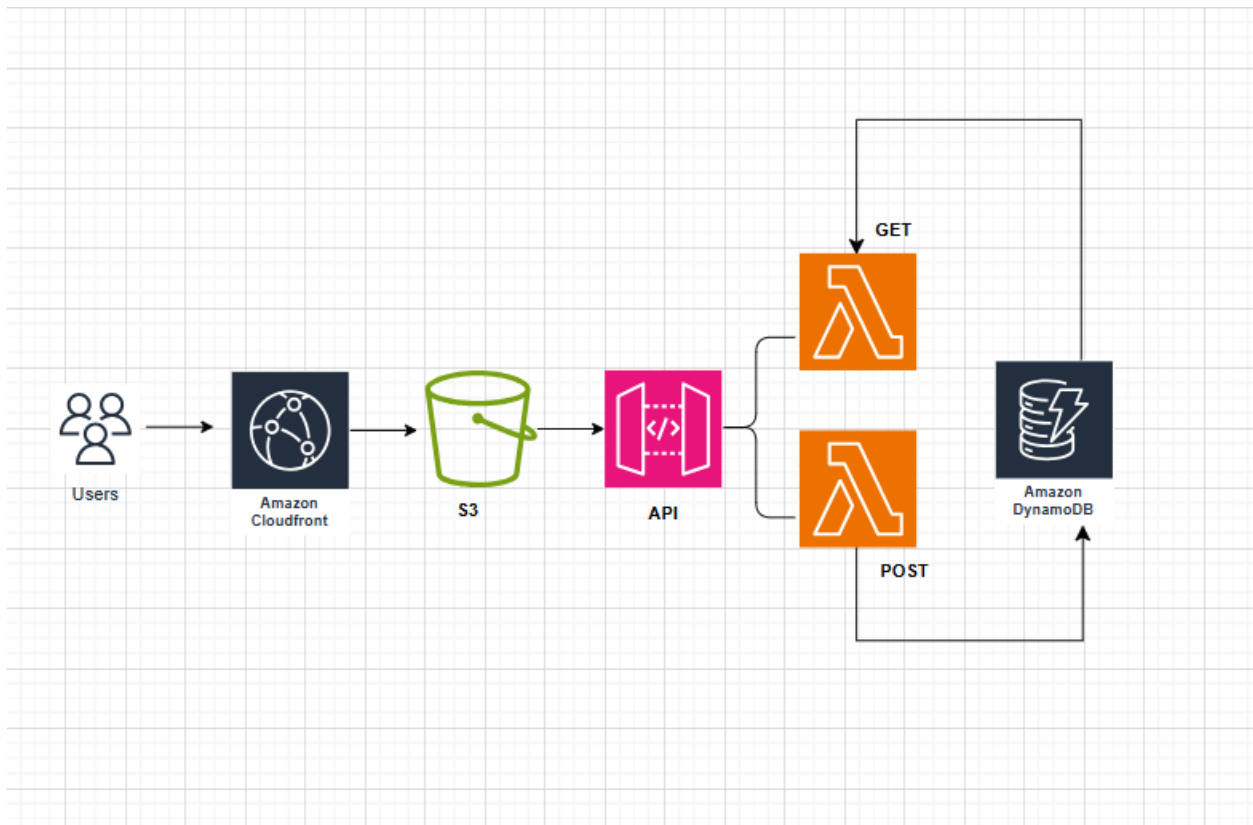 Users
Amazon
Cloudfront
S3
</>
API
GET
POST
Amazon
DynamoDB